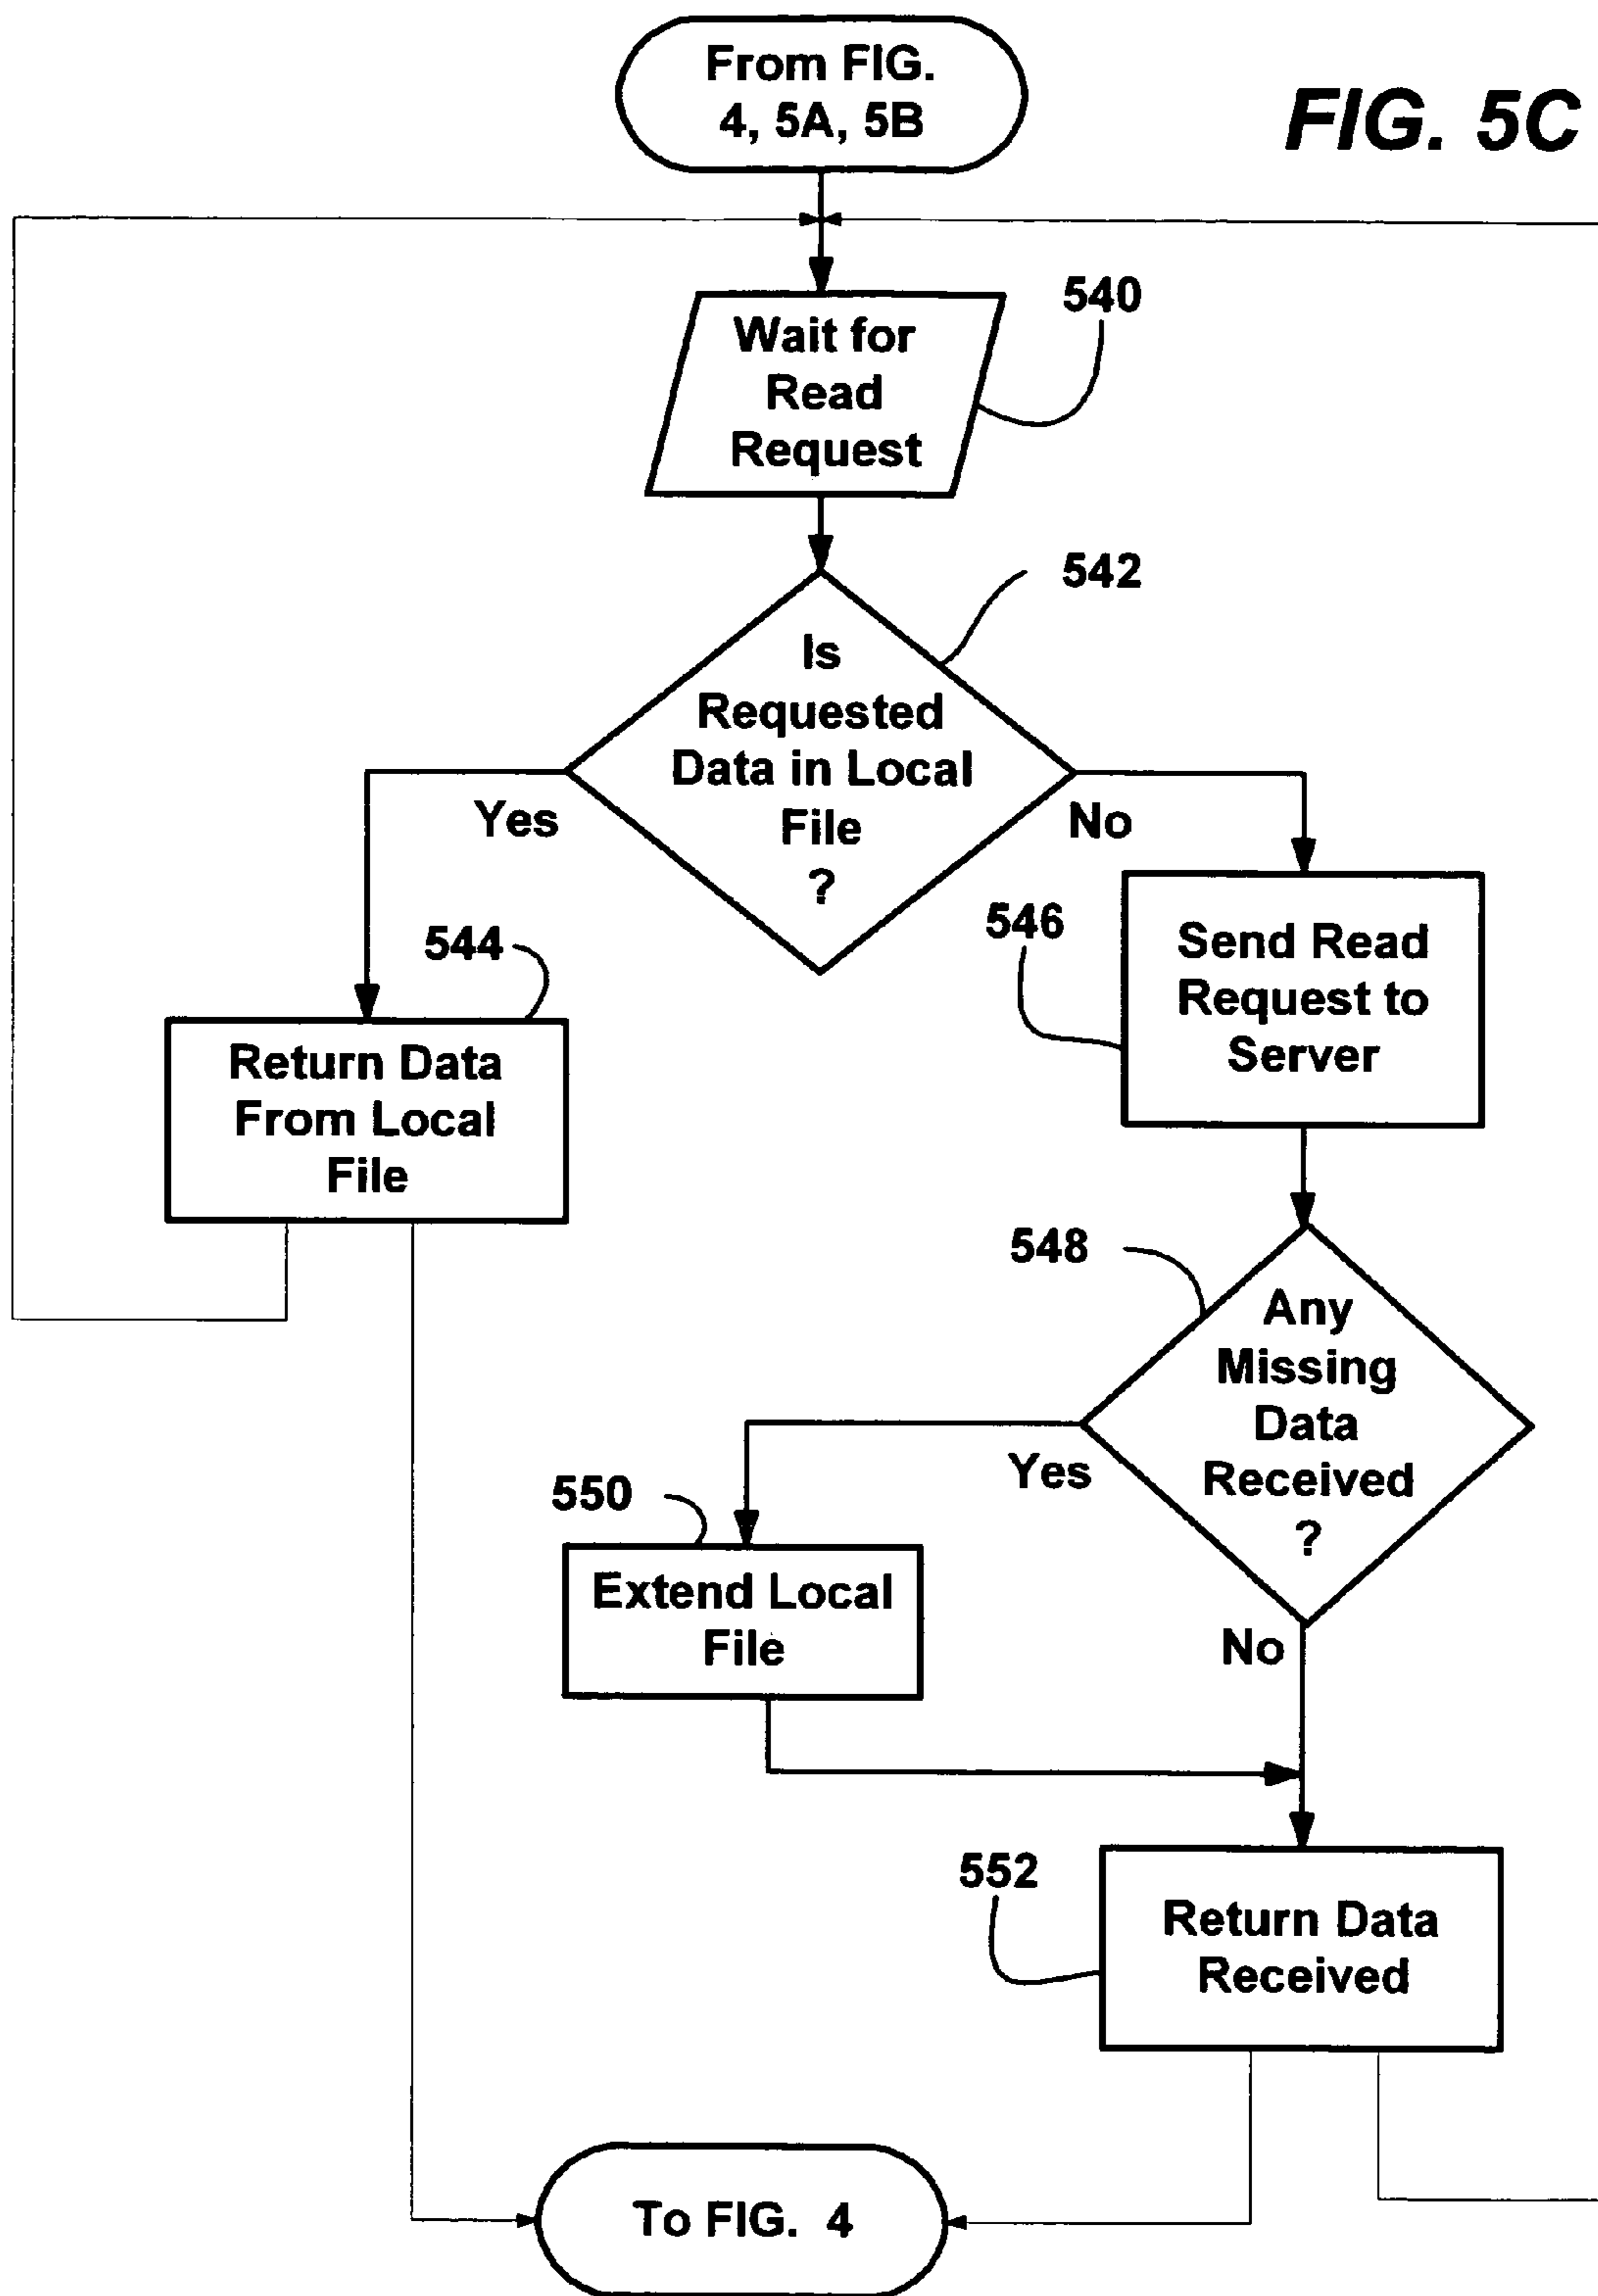 From FIG.
4, 5A, 5B
FIG. 5C
540
Wait for
Read
Request
542
Is
Requested
Data in Local
File
?
Yes
No
544
Return Data
From Local
File
546
Send Read
Request to
Server
548
Any
Missing
Data
Received
?
Yes
No
550
Extend Local
File
552
Return Data
Received
To FIG. 4